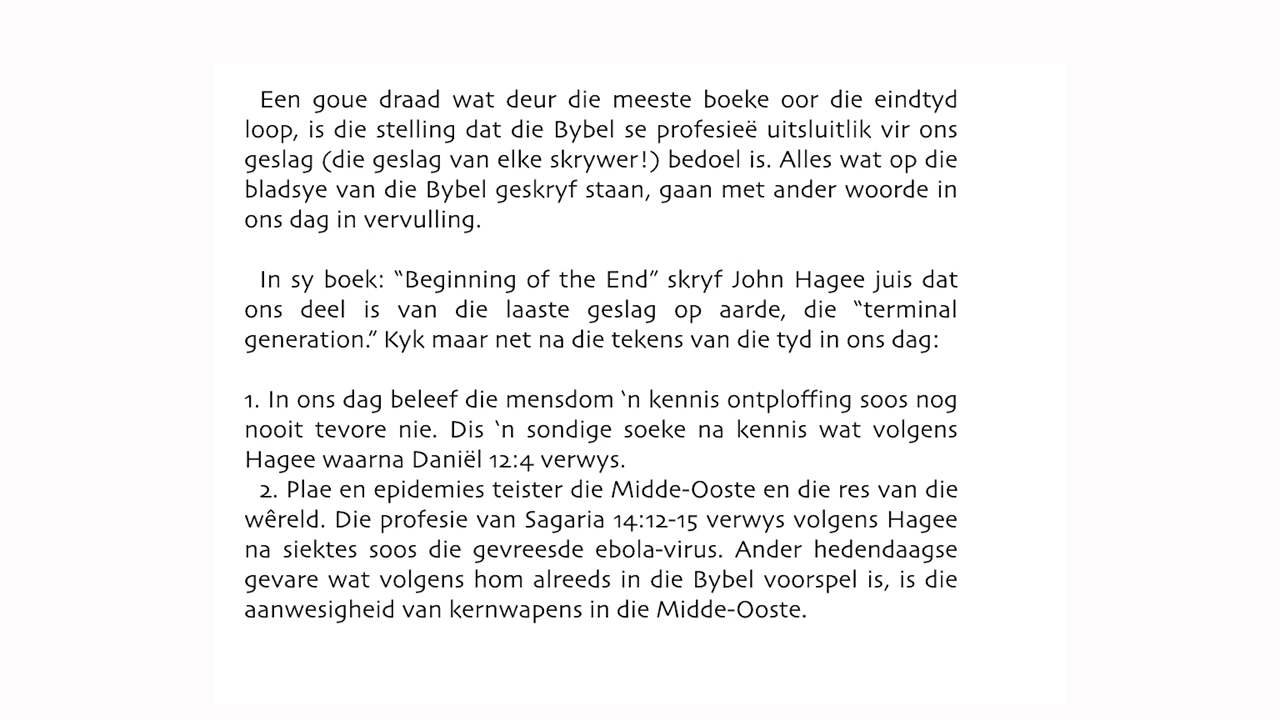 Een goue draad wat deur die meeste boeke oor die eindtyd
loop, is die stelling dat die Bybel se profesieë uitsluitlik vir ons
geslag (die geslag van elke skrywer!) bedoel is. Alles wat op die
bladsye van die Bybel geskryf staan, gaan met ander woorde in
ons dag in vervulling.
In sy boek: “Beginning of the End” skryf John Hagee juis dat
ons deel is van die laaste geslag op aarde, die “terminal
generation.” Kyk maar net na die tekens van die tyd in ons dag:
1. In ons dag beleef die mensdom ‘n kennis ontploffing soos nog
nooit tevore nie. Dis ‘n sondige soeke na kennis wat volgens
Hagee waarna Daniël 12:4 verwys.
2. Plae en epidemies teister die Midde-Ooste en die res van die
wêreld. Die profesie van Sagaria 14:12-15 verwys volgens Hagee
na siektes soos die gevreesde ebola-virus. Ander hedendaagse
gevare wat volgens hom alreeds in die Bybel voorspel is, is die
aanwesigheid van kernwapens in die Midde-Ooste.